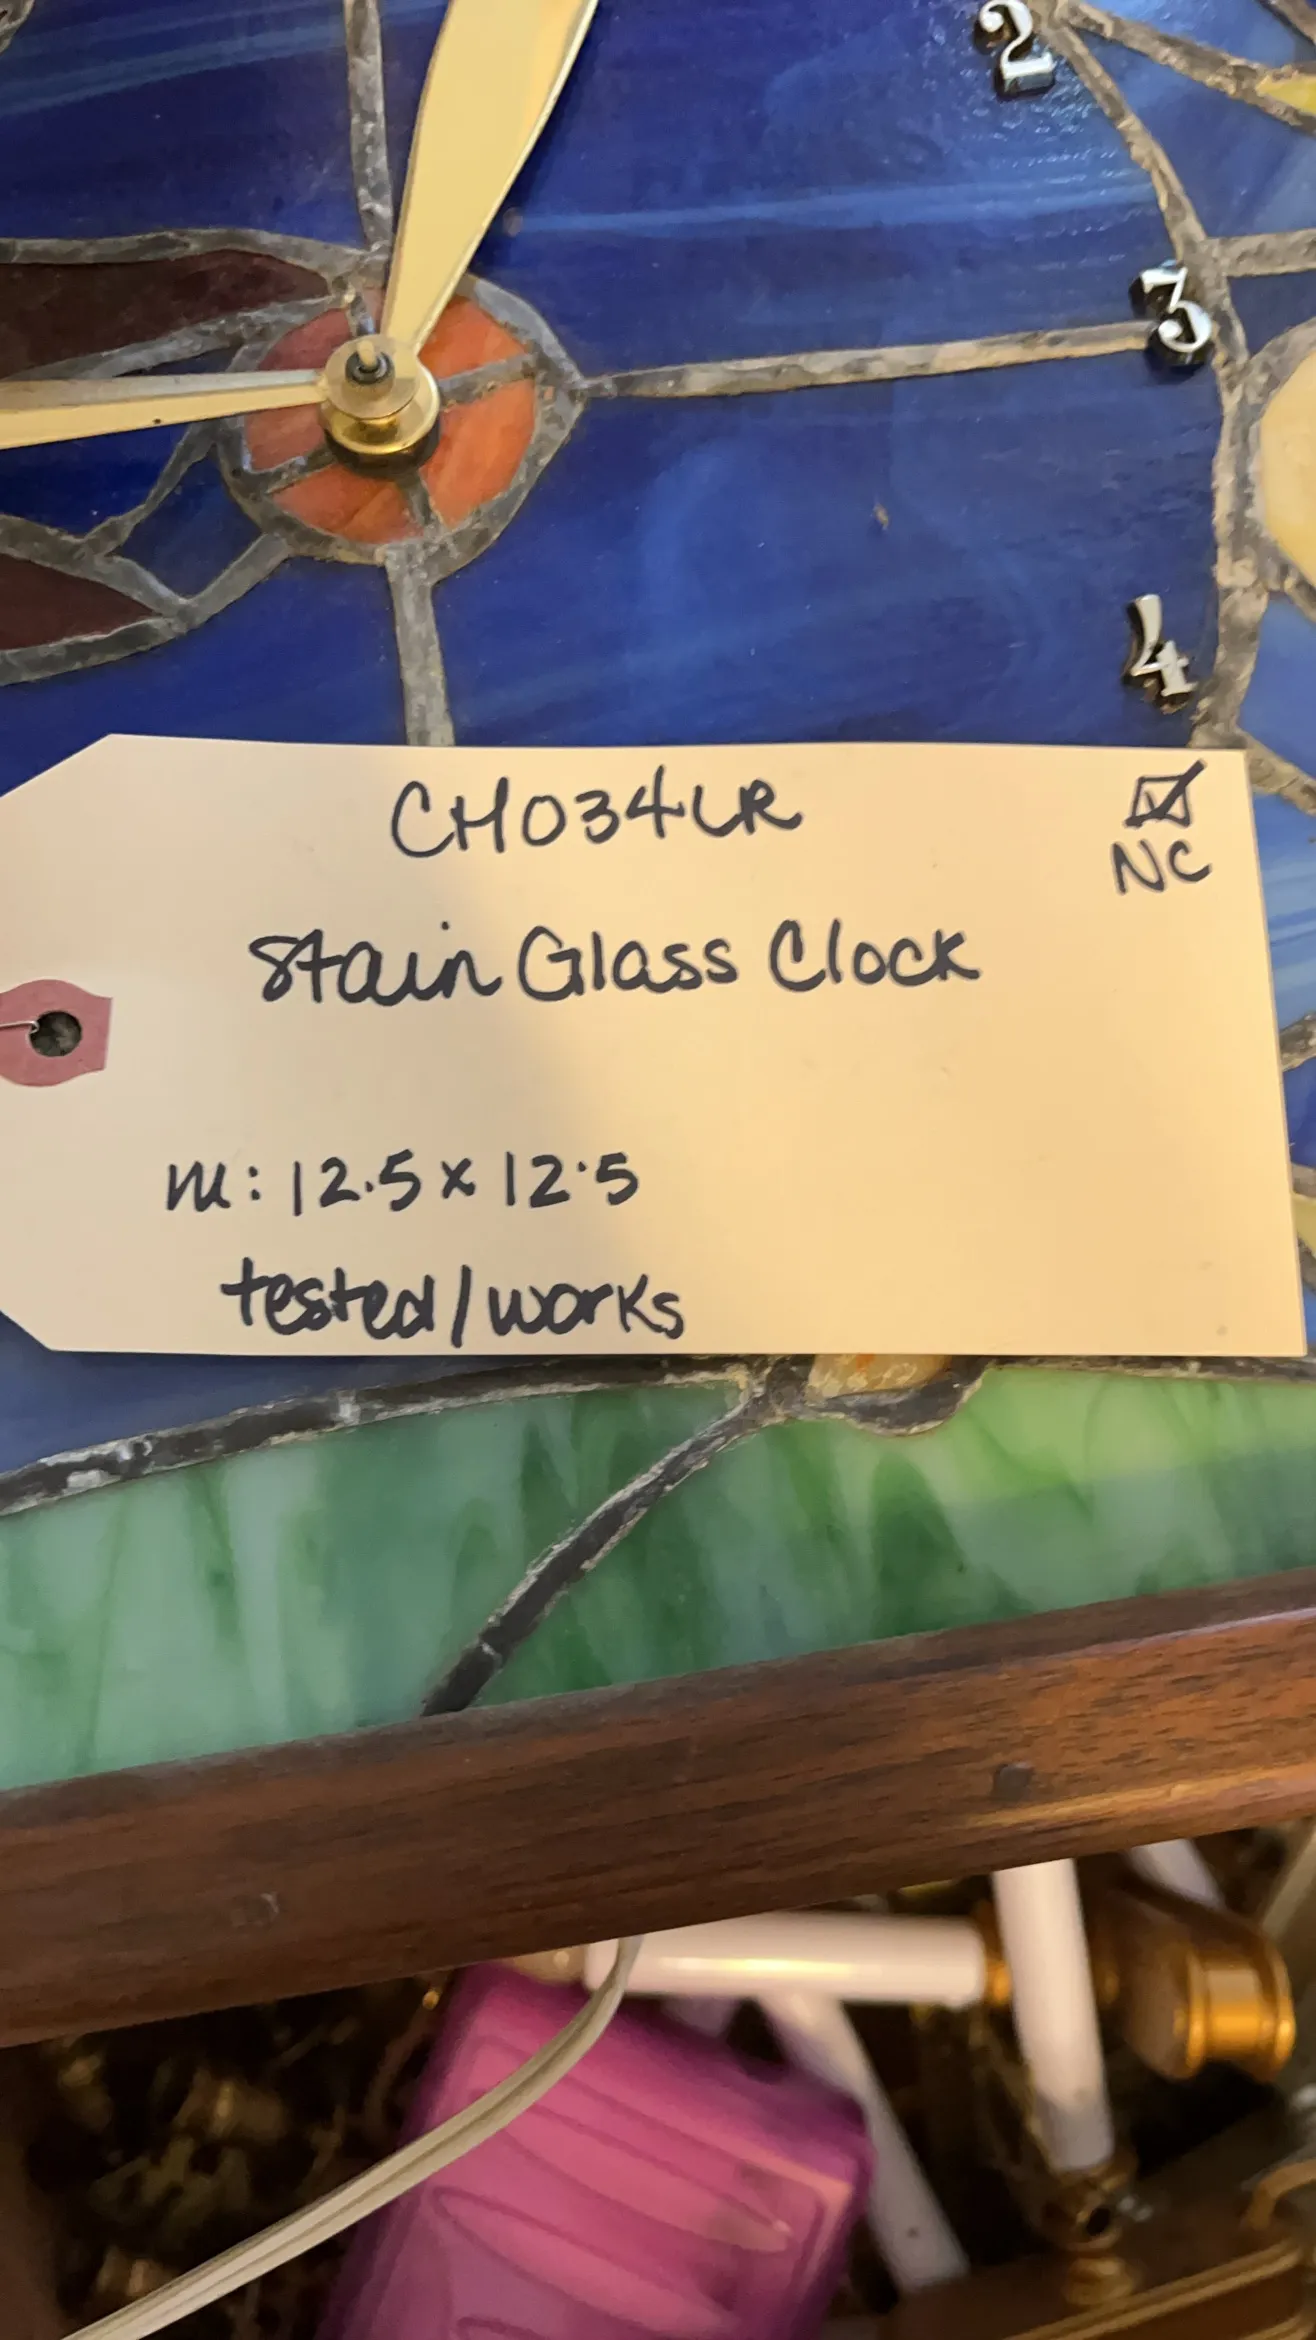 2
3
4
CH034LR
NC
Stain Glass Clock
m: 12.5 x 12.5
tested/works